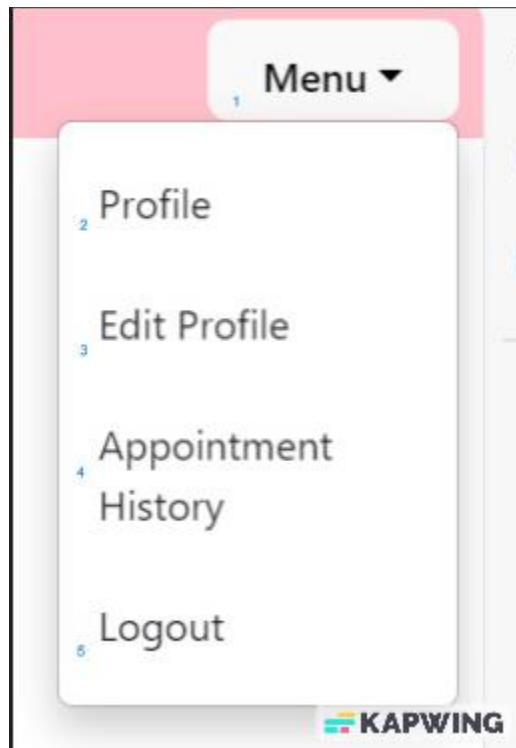 Menu
1
Profile
2
Edit Profile
3
Appointment
4
History
Logout
5
KAPWING